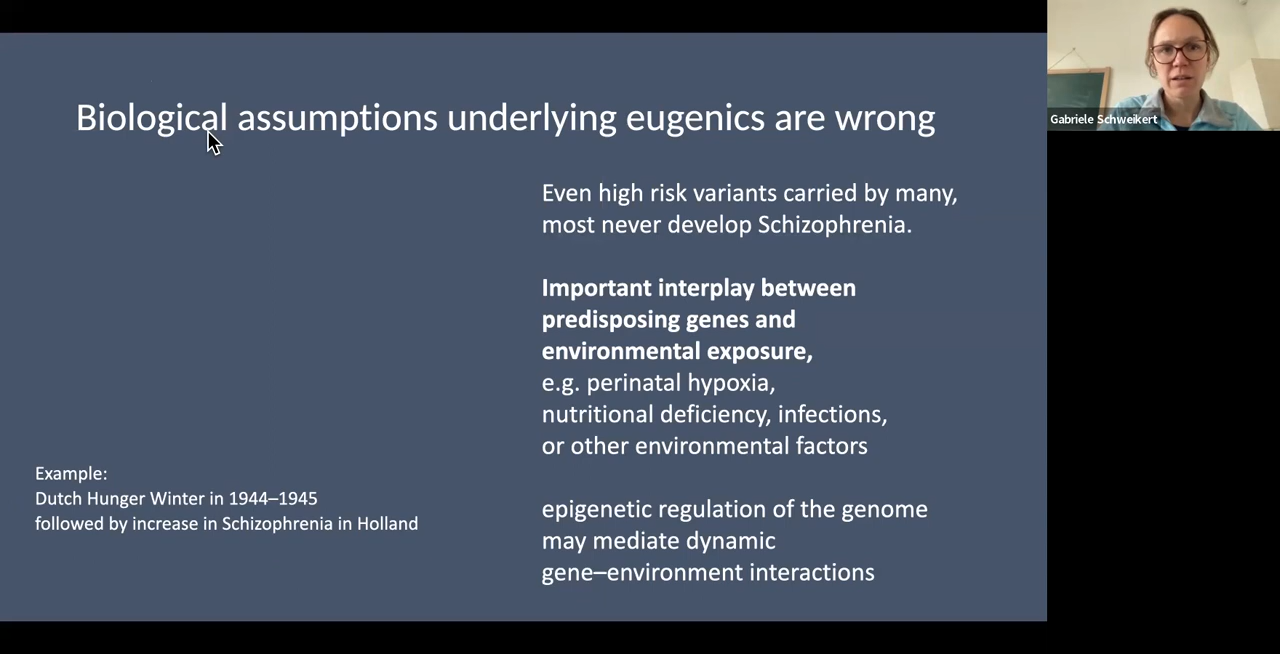 Biological assumptions underlying eugenics are wrong
Even high risk variants carried by many,
most never develop Schizophrenia.
Important interplay between
predisposing genes and
environmental exposure,
e.g. perinatal hypoxia,
nutritional deficiency, infections,
or other environmental factors
epigenetic regulation of the genome
may mediate dynamic
gene–environment interactions
Example:
Dutch Hunger Winter in 1944–1945
followed by increase in Schizophrenia in Holland
Gabriele Schweikert